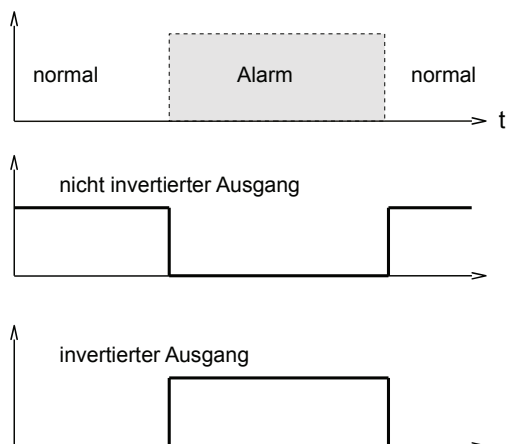 normal Alarm normal
t
nicht invertierter Ausgang
invertierter Ausgang